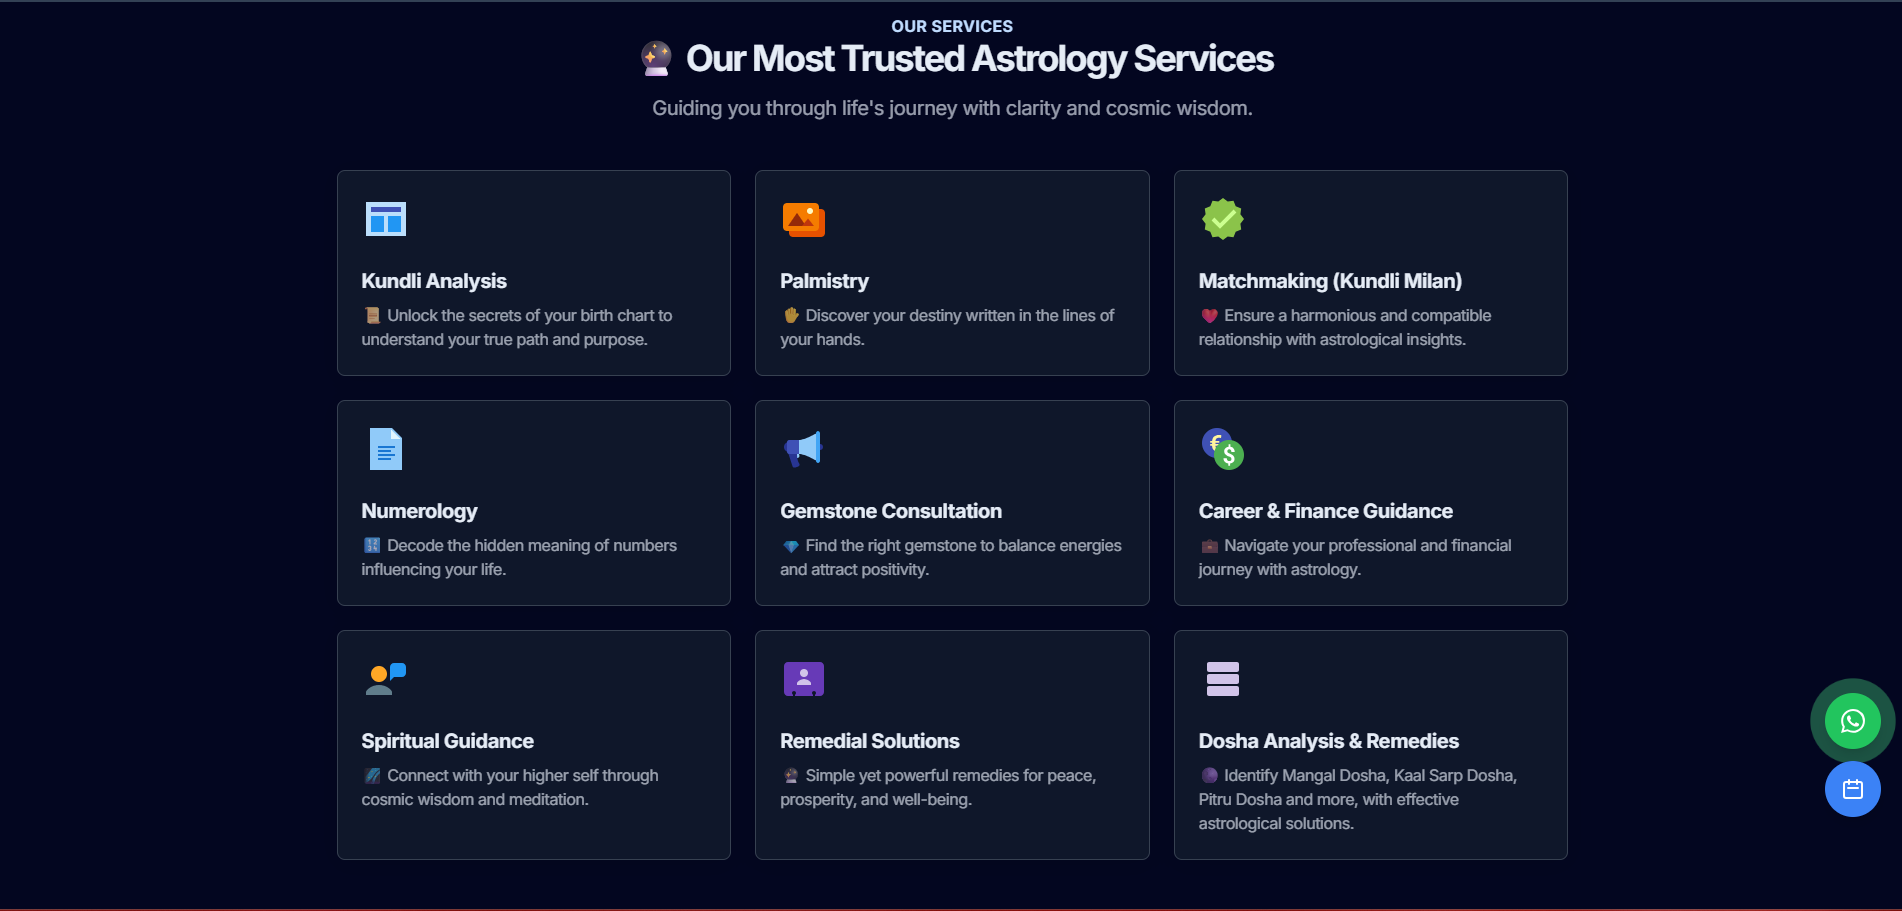 OUR SERVICES
🔮 Our Most Trusted Astrology Services
Guiding you through life's journey with clarity and cosmic wisdom.
Kundli Analysis
📜 Unlock the secrets of your birth chart to
understand your true path and purpose.
Palmistry
✋ Discover your destiny written in the lines of
your hands.
Matchmaking (Kundli Milan)
❤️ Ensure a harmonious and compatible
relationship with astrological insights.
Numerology
🔢 Decode the hidden meaning of numbers
influencing your life.
Gemstone Consultation
💎 Find the right gemstone to balance energies
and attract positivity.
Career & Finance Guidance
💼 Navigate your professional and financial
journey with astrology.
Spiritual Guidance
🌌 Connect with your higher self through
cosmic wisdom and meditation.
Remedial Solutions
🔮 Simple yet powerful remedies for peace,
prosperity, and well-being.
Dosha Analysis & Remedies
🟣 Identify Mangal Dosha, Kaal Sarp Dosha,
Pitru Dosha and more, with effective
astrological solutions.